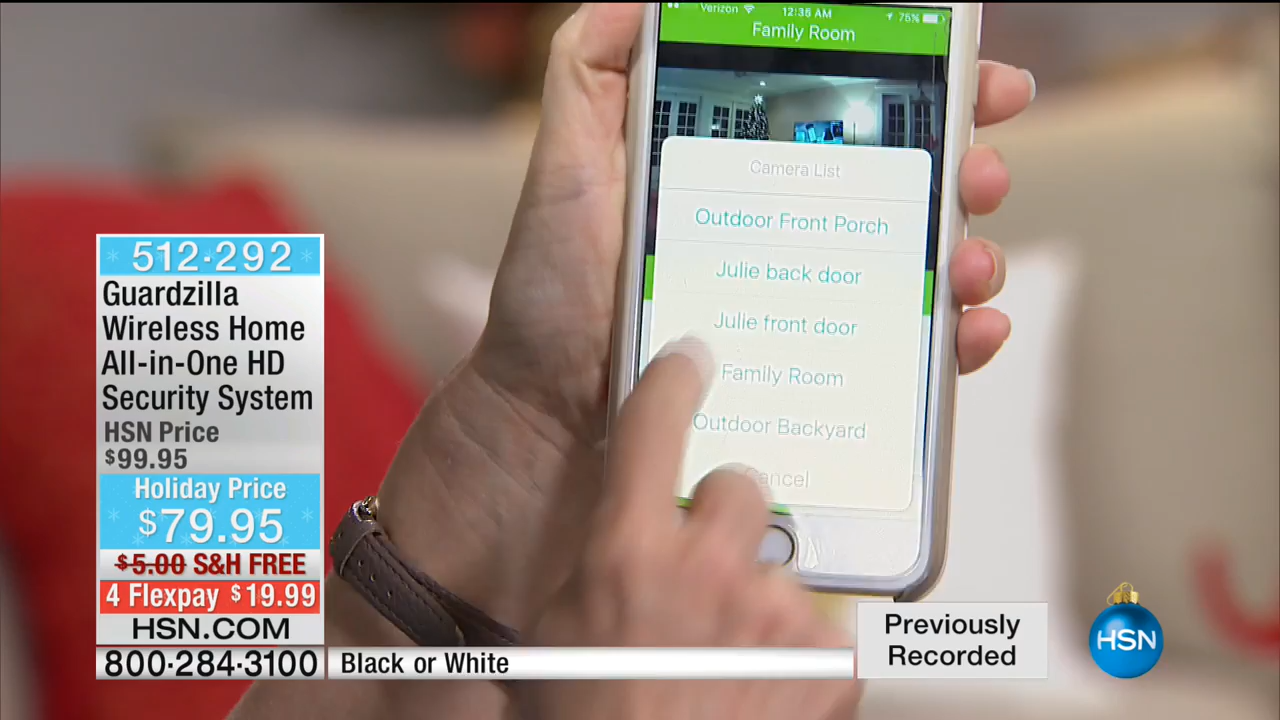 Verizon 12:35 AM 75%
Family Room
Camera List
Outdoor Front Porch
Julie back door
Julie front door
Family Room
Outdoor Backyard
512-292
Guardzilla
Wireless Home
All-in-One HD
Security System
HSN Price
$99.95
Holiday Price
$79.95
$5.00 S&H FREE
4 Flexpay $19.99
HSN.COM
800-284-3100
Black or White
Previously
Recorded
HSN